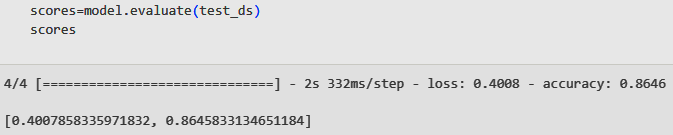 scores=model.evaluate(test_ds)
scores
4/4 [==============================] - 2s 332ms/step - loss: 0.4008 - accuracy: 0.8646
[0.4007858335971832, 0.8645833134651184]